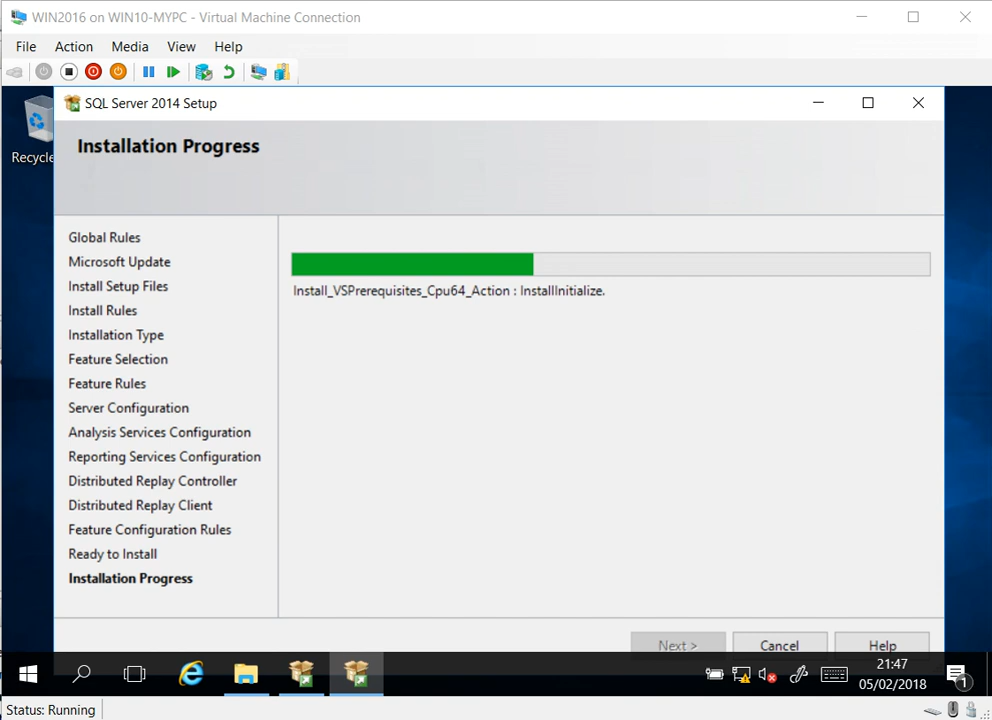 WIN2016 on WIN10-MYPC - Virtual Machine Connection
File Action Media View Help
SQL Server 2014 Setup
Installation Progress
Recycle
Global Rules
Microsoft Update
Install Setup Files
Install Rules
Installation Type
Feature Selection
Feature Rules
Server Configuration
Analysis Services Configuration
Reporting Services Configuration
Distributed Replay Controller
Distributed Replay Client
Feature Configuration Rules
Ready to Install
Installation Progress
Install_VSPrerequisites_Cpu64_Action : InstallInitialize.
Next > Cancel Help
21:47
05/02/2018
1
Status: Running